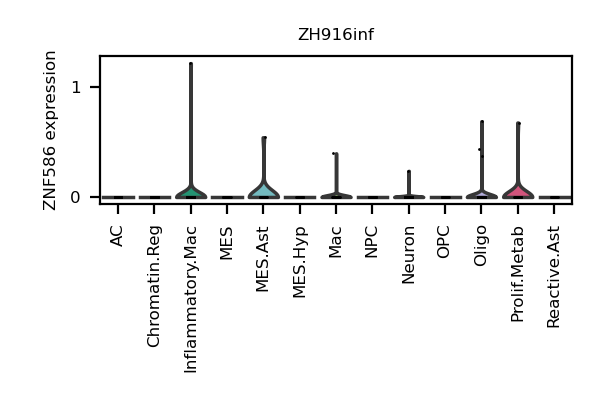 ZH916inf
ZNF586 expression
1
0
AC
Chromatin.Reg
Inflammatory.Mac
MES
MES.Ast
MES.Hyp
Mac
NPC
Neuron
OPC
Oligo
Prolif.Metab
Reactive.Ast